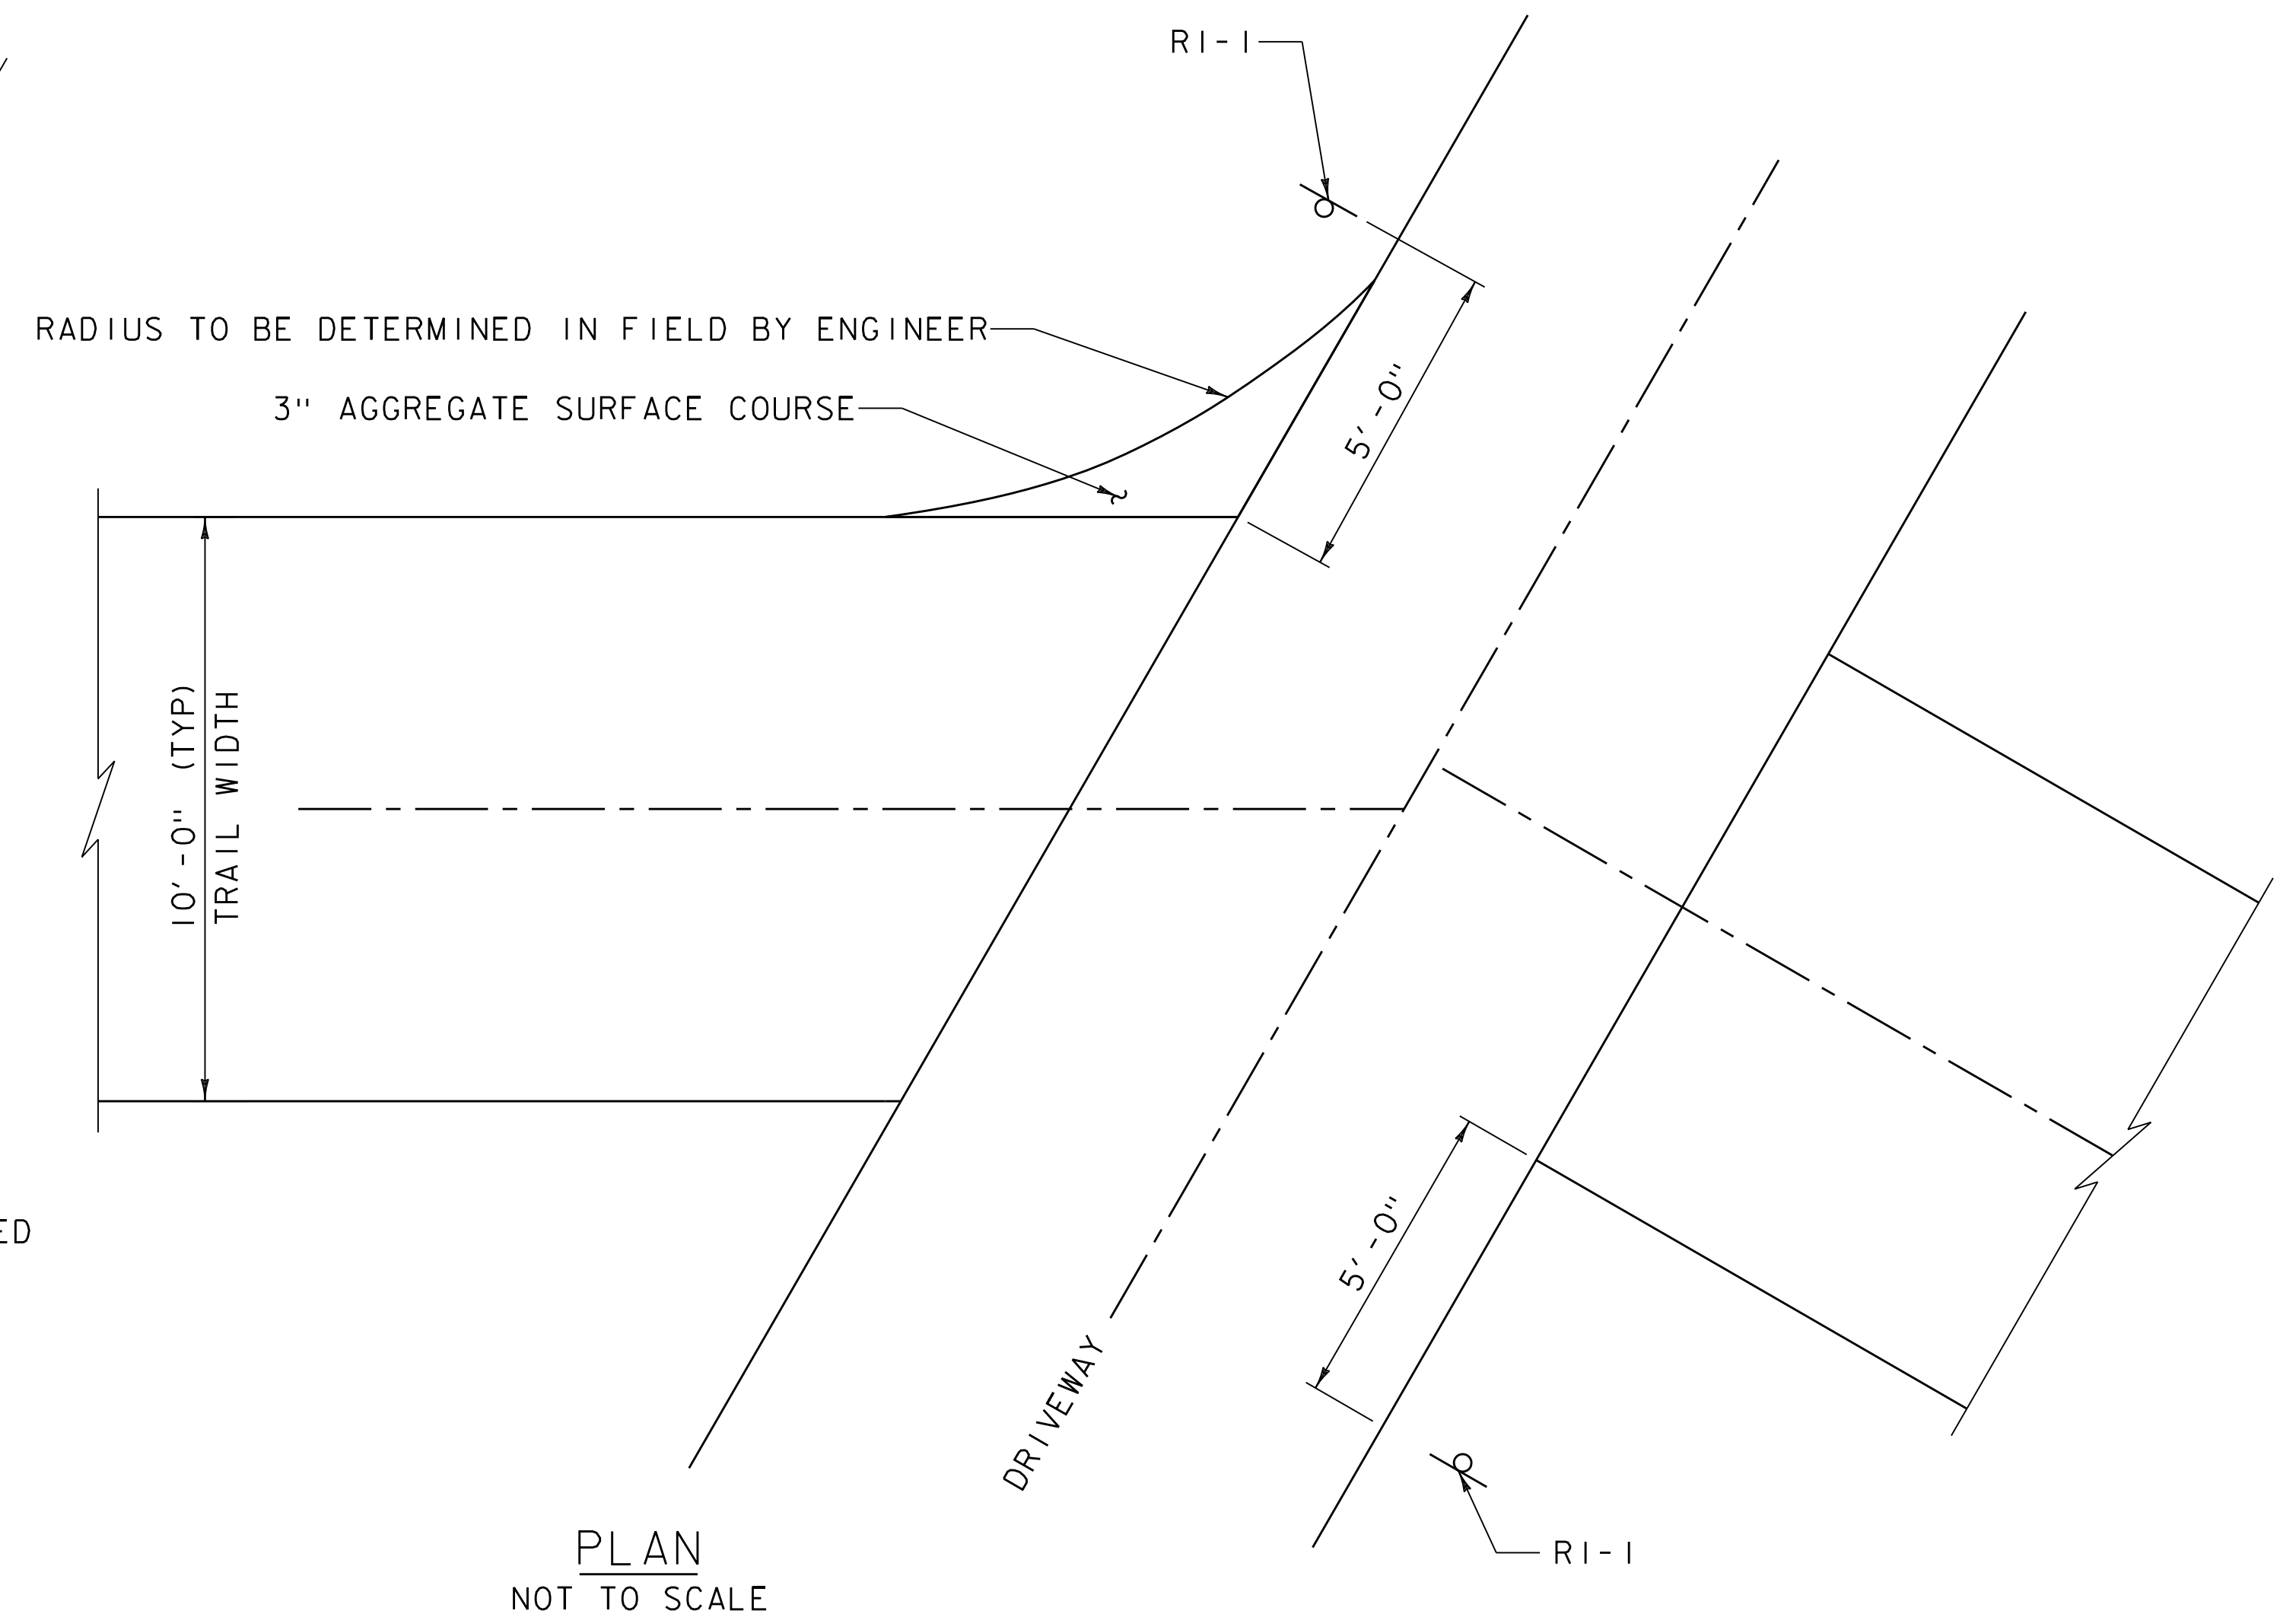 R1-1
RADIUS TO BE DETERMINED IN FIELD BY ENGINEER
3" AGGREGATE SURFACE COURSE
5'-0"
10'-0" (TYP)
TRAIL WIDTH
ED
5'-0"
DRIVEWAY
R1-1
PLAN
NOT TO SCALE